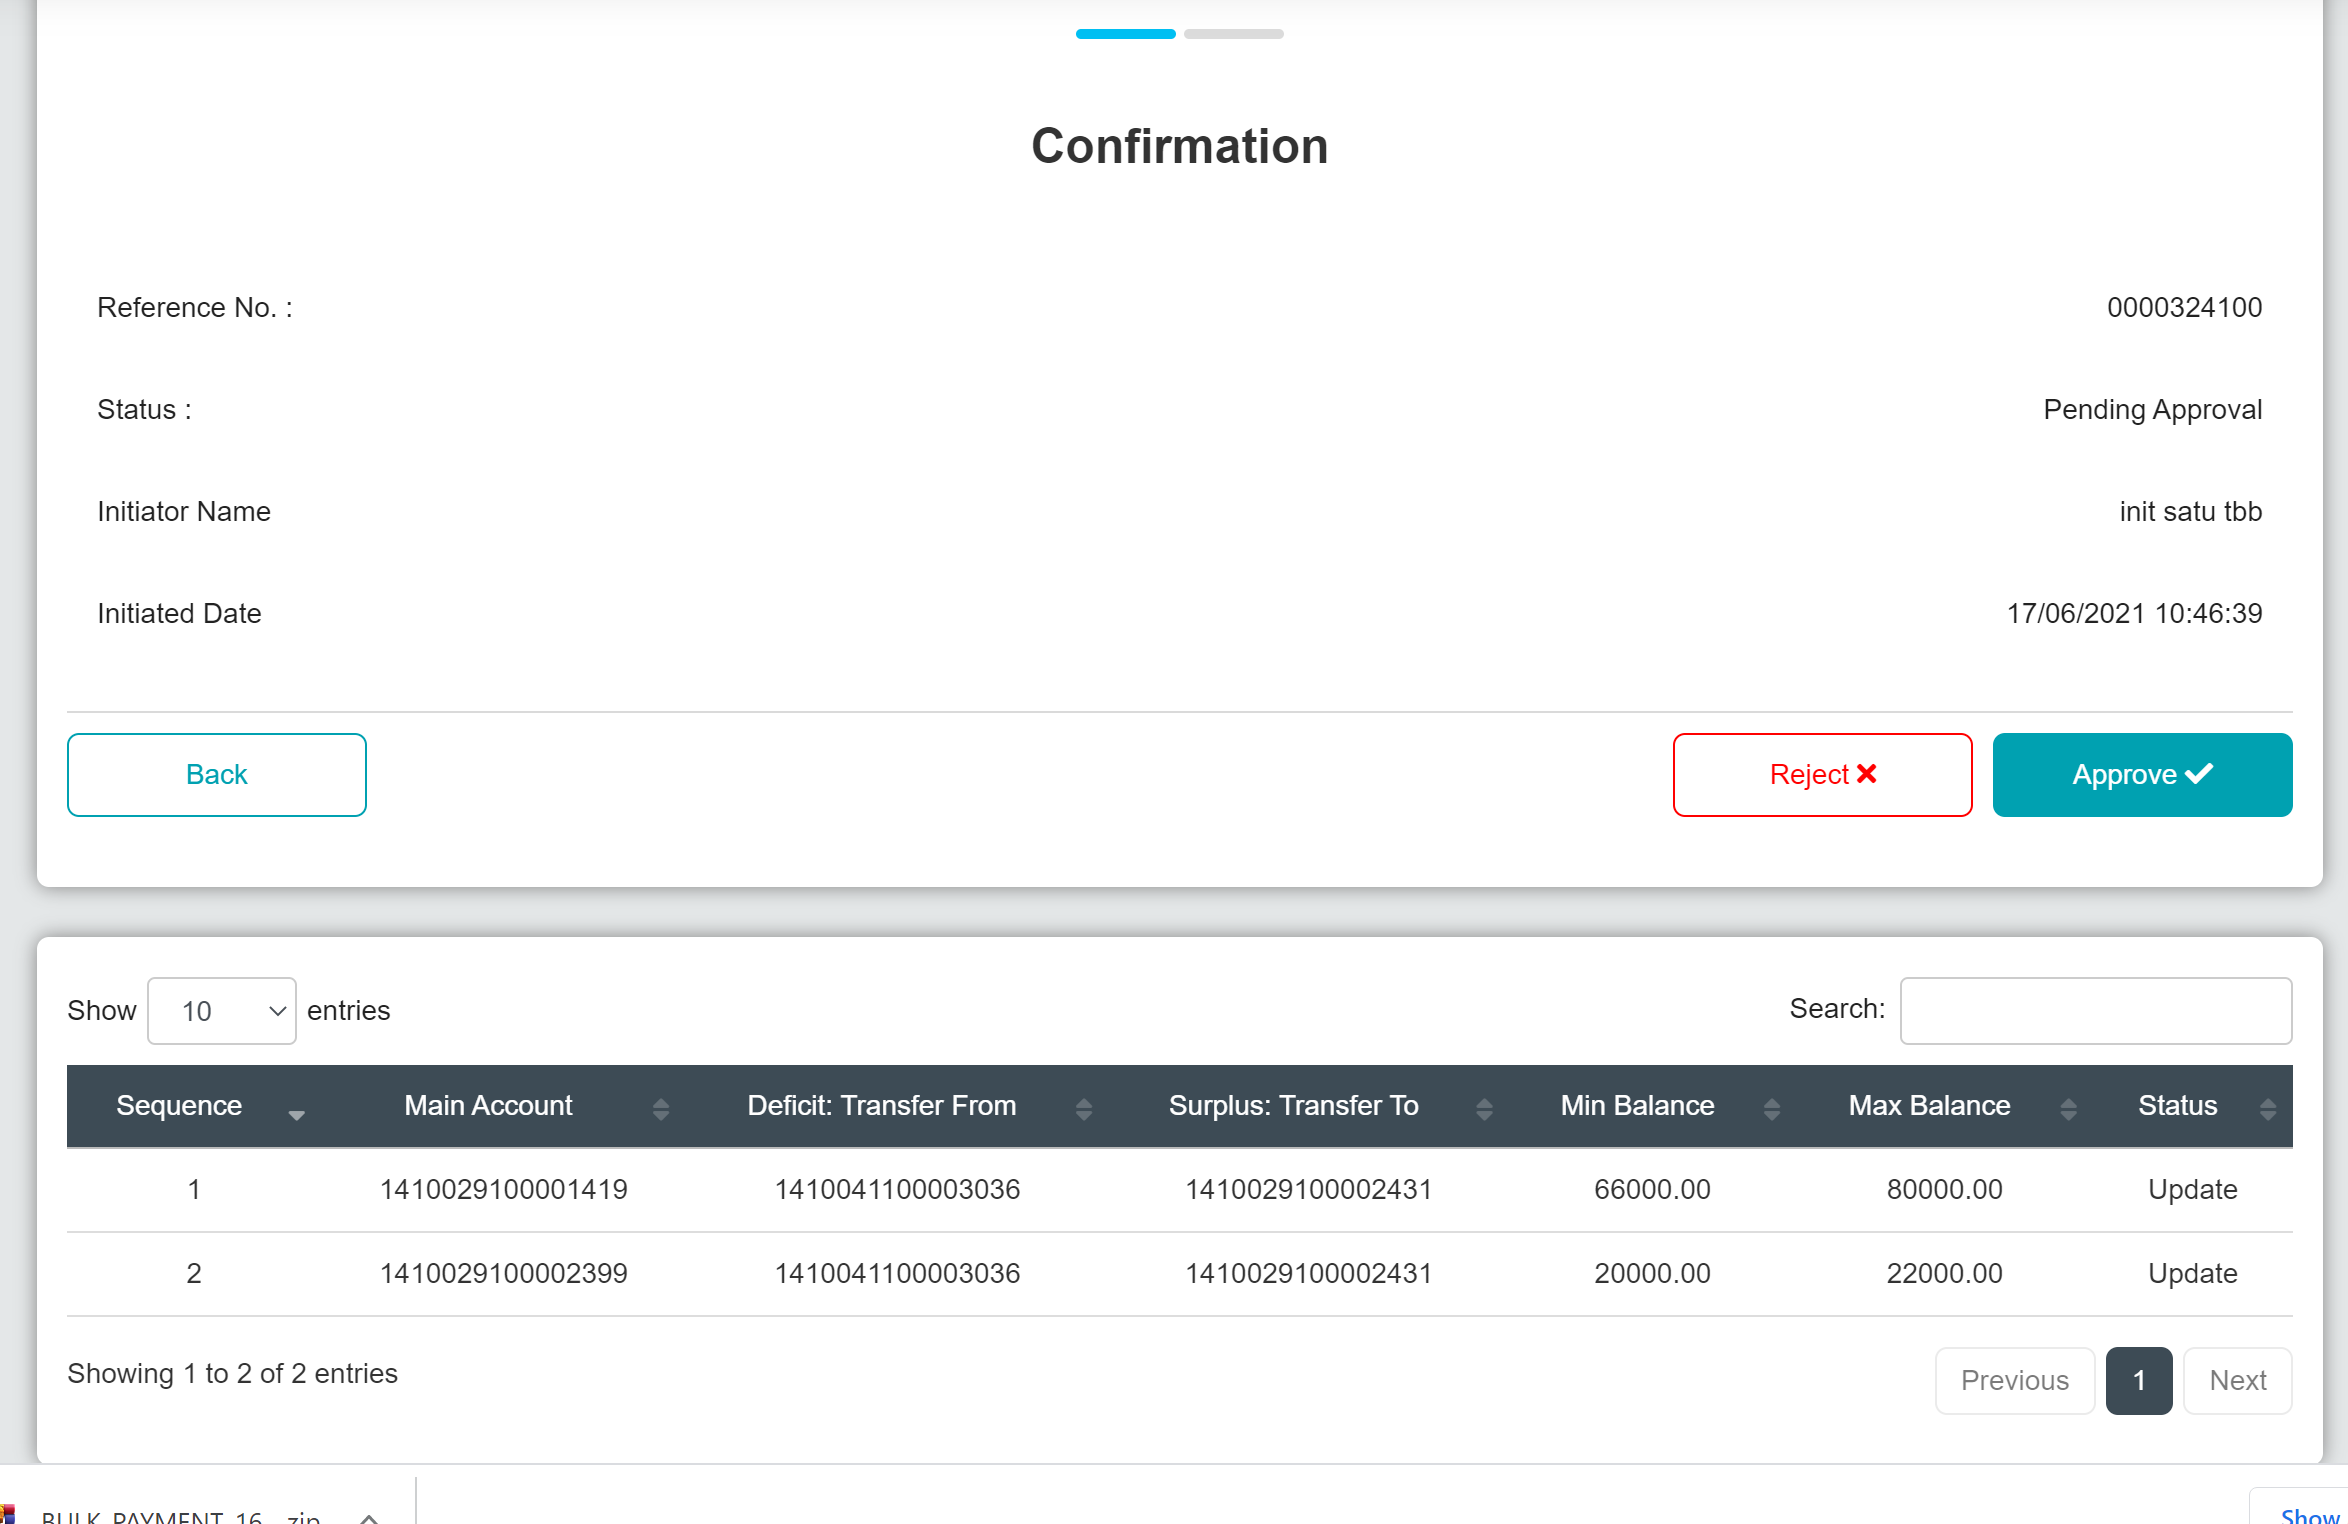 Confirmation
Reference No. : 0000324100
Status : Pending Approval
Initiator Name init satu tbb
Initiated Date 17/06/2021 10:46:39
Back Reject Approve
Show 10 entries Search:
Sequence Main Account Deficit: Transfer From Surplus: Transfer To Min Balance Max Balance Status
1 1410029100001419 1410041100003036 1410029100002431 66000.00 80000.00 Update
2 1410029100002399 1410041100003036 1410029100002431 20000.00 22000.00 Update
Showing 1 to 2 of 2 entries Previous 1 Next
BULK_PAYMENT_16....zip Show